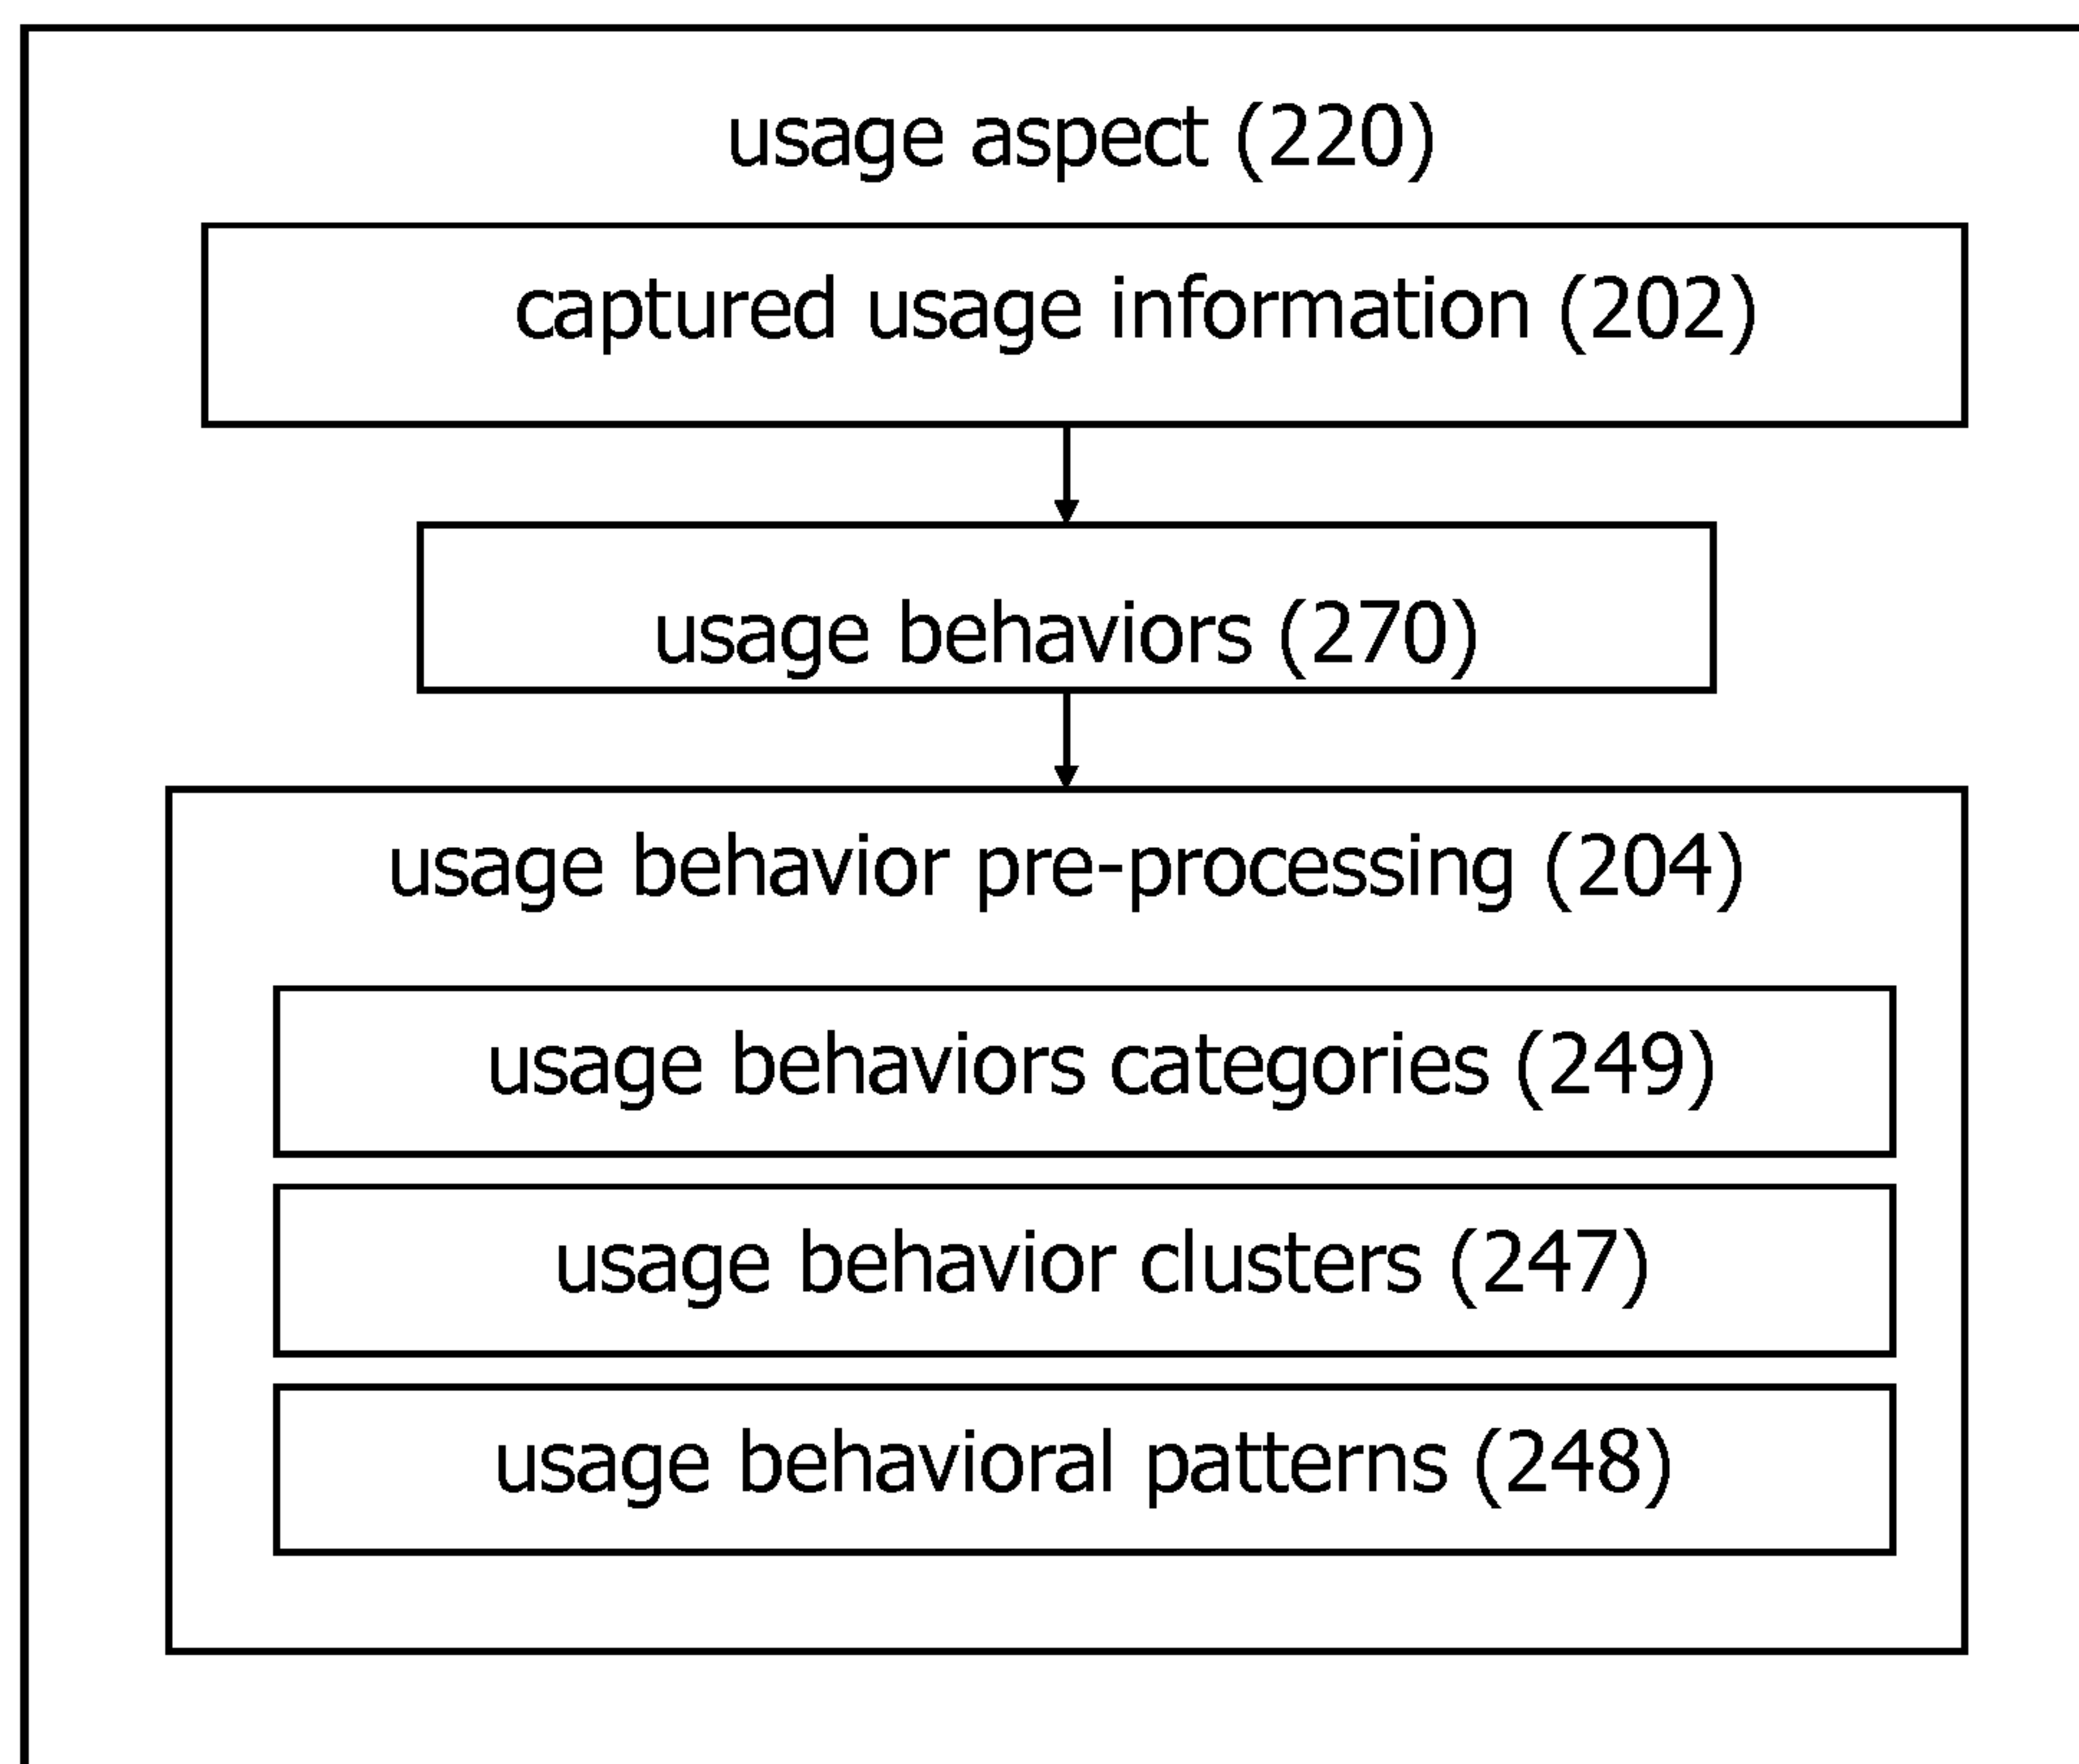 usage aspect (220)
captured usage information (202)
usage behaviors (270)
usage behavior pre-processing (204)
usage behaviors categories (249)
usage behavior clusters (247)
usage behavioral patterns (248)